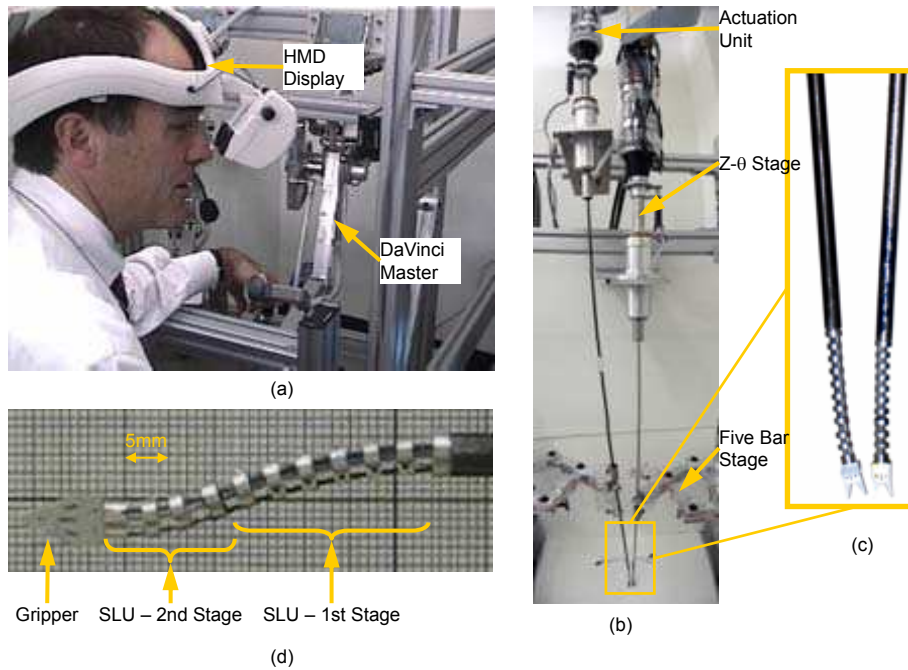 HMD
Display
DaVinci
Master
(a)
5mm
Gripper
SLU – 2nd Stage
SLU – 1st Stage
(d)
Actuation
Unit
Z-θ Stage
Five Bar
Stage
(b)
(c)